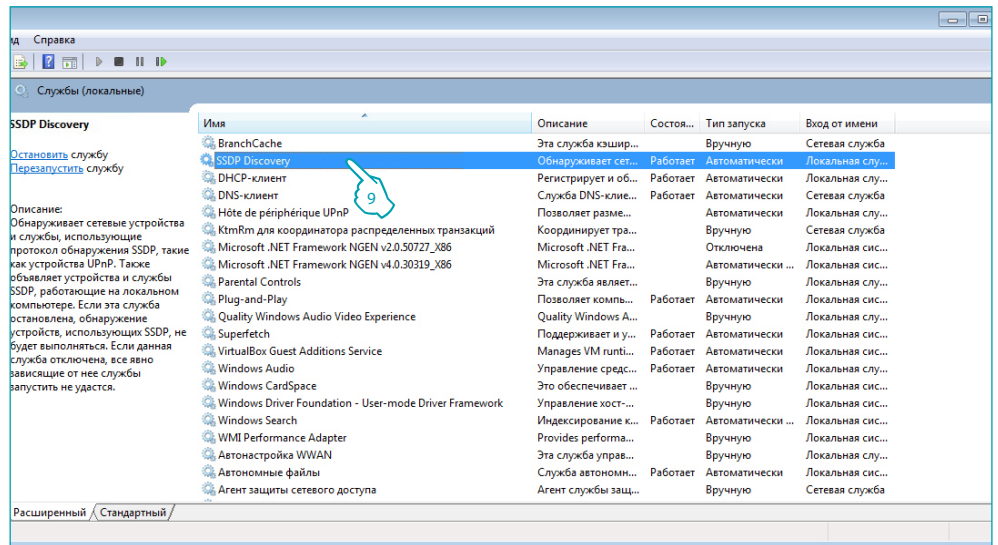 ид Справка
Службы (локальные)
SSDP Discovery
Остановить службу
Перезапустить службу
Описание:
Обнаруживает сетевые устройства
и службы, использующие
протокол обнаружения SSDP, такие
как устройства UPnP. Также
объявляет устройства и службы
SSDP, работающие на локальном
компьютере. Если эта служба
остановлена, обнаружение
устройств, использующих SSDP, не
будет выполняться. Если данная
служба отключена, все явно
зависящие от нее службы
запустить не удастся.
Имя Описание Состоя... Тип запуска Вход от имени
BranchCache Эта служба кэшир... Вручную Сетевая служба
SSDP Discovery Обнаруживает сет... Работает Автоматически Локальная слу...
DHCP-клиент Регистрирует и об... Работает Автоматически Локальная слу...
DNS-клиент Служба DNS-клие... Работает Автоматически Сетевая служба
9
Hôte de périphérique UPnP Позволяет разме... Автоматически Локальная слу...
KtmRm для координатора распределенных транзакций Координирует тра... Вручную Сетевая служба
Microsoft .NET Framework NGEN v2.0.50727_X86 Microsoft .NET Fra... Отключена Локальная сис...
Microsoft .NET Framework NGEN v4.0.30319_X86 Microsoft .NET Fra... Автоматически ... Локальная сис...
Parental Controls Эта служба являет... Вручную Локальная слу...
Plug-and-Play Позволяет компь... Работает Автоматически Локальная сис...
Quality Windows Audio Video Experience Quality Windows A... Вручную Локальная слу...
Superfetch Поддерживает и у... Работает Автоматически Локальная сис...
VirtualBox Guest Additions Service Manages VM runti... Работает Автоматически Локальная сис...
Windows Audio Управление средс... Работает Автоматически Локальная слу...
Windows CardSpace Это обеспечивает ... Вручную Локальная сис...
Windows Driver Foundation - User-mode Driver Framework Управление хост-... Вручную Локальная сис...
Windows Search Индексирование к... Работает Автоматически ... Локальная сис...
WMI Performance Adapter Provides performa... Вручную Локальная сис...
Автонастройка WWAN Эта служба управ... Вручную Локальная слу...
Автономные файлы Служба автономн... Работает Автоматически Локальная сис...
Агент защиты сетевого доступа Агент службы защ... Вручную Сетевая служба
Расширенный Стандартный